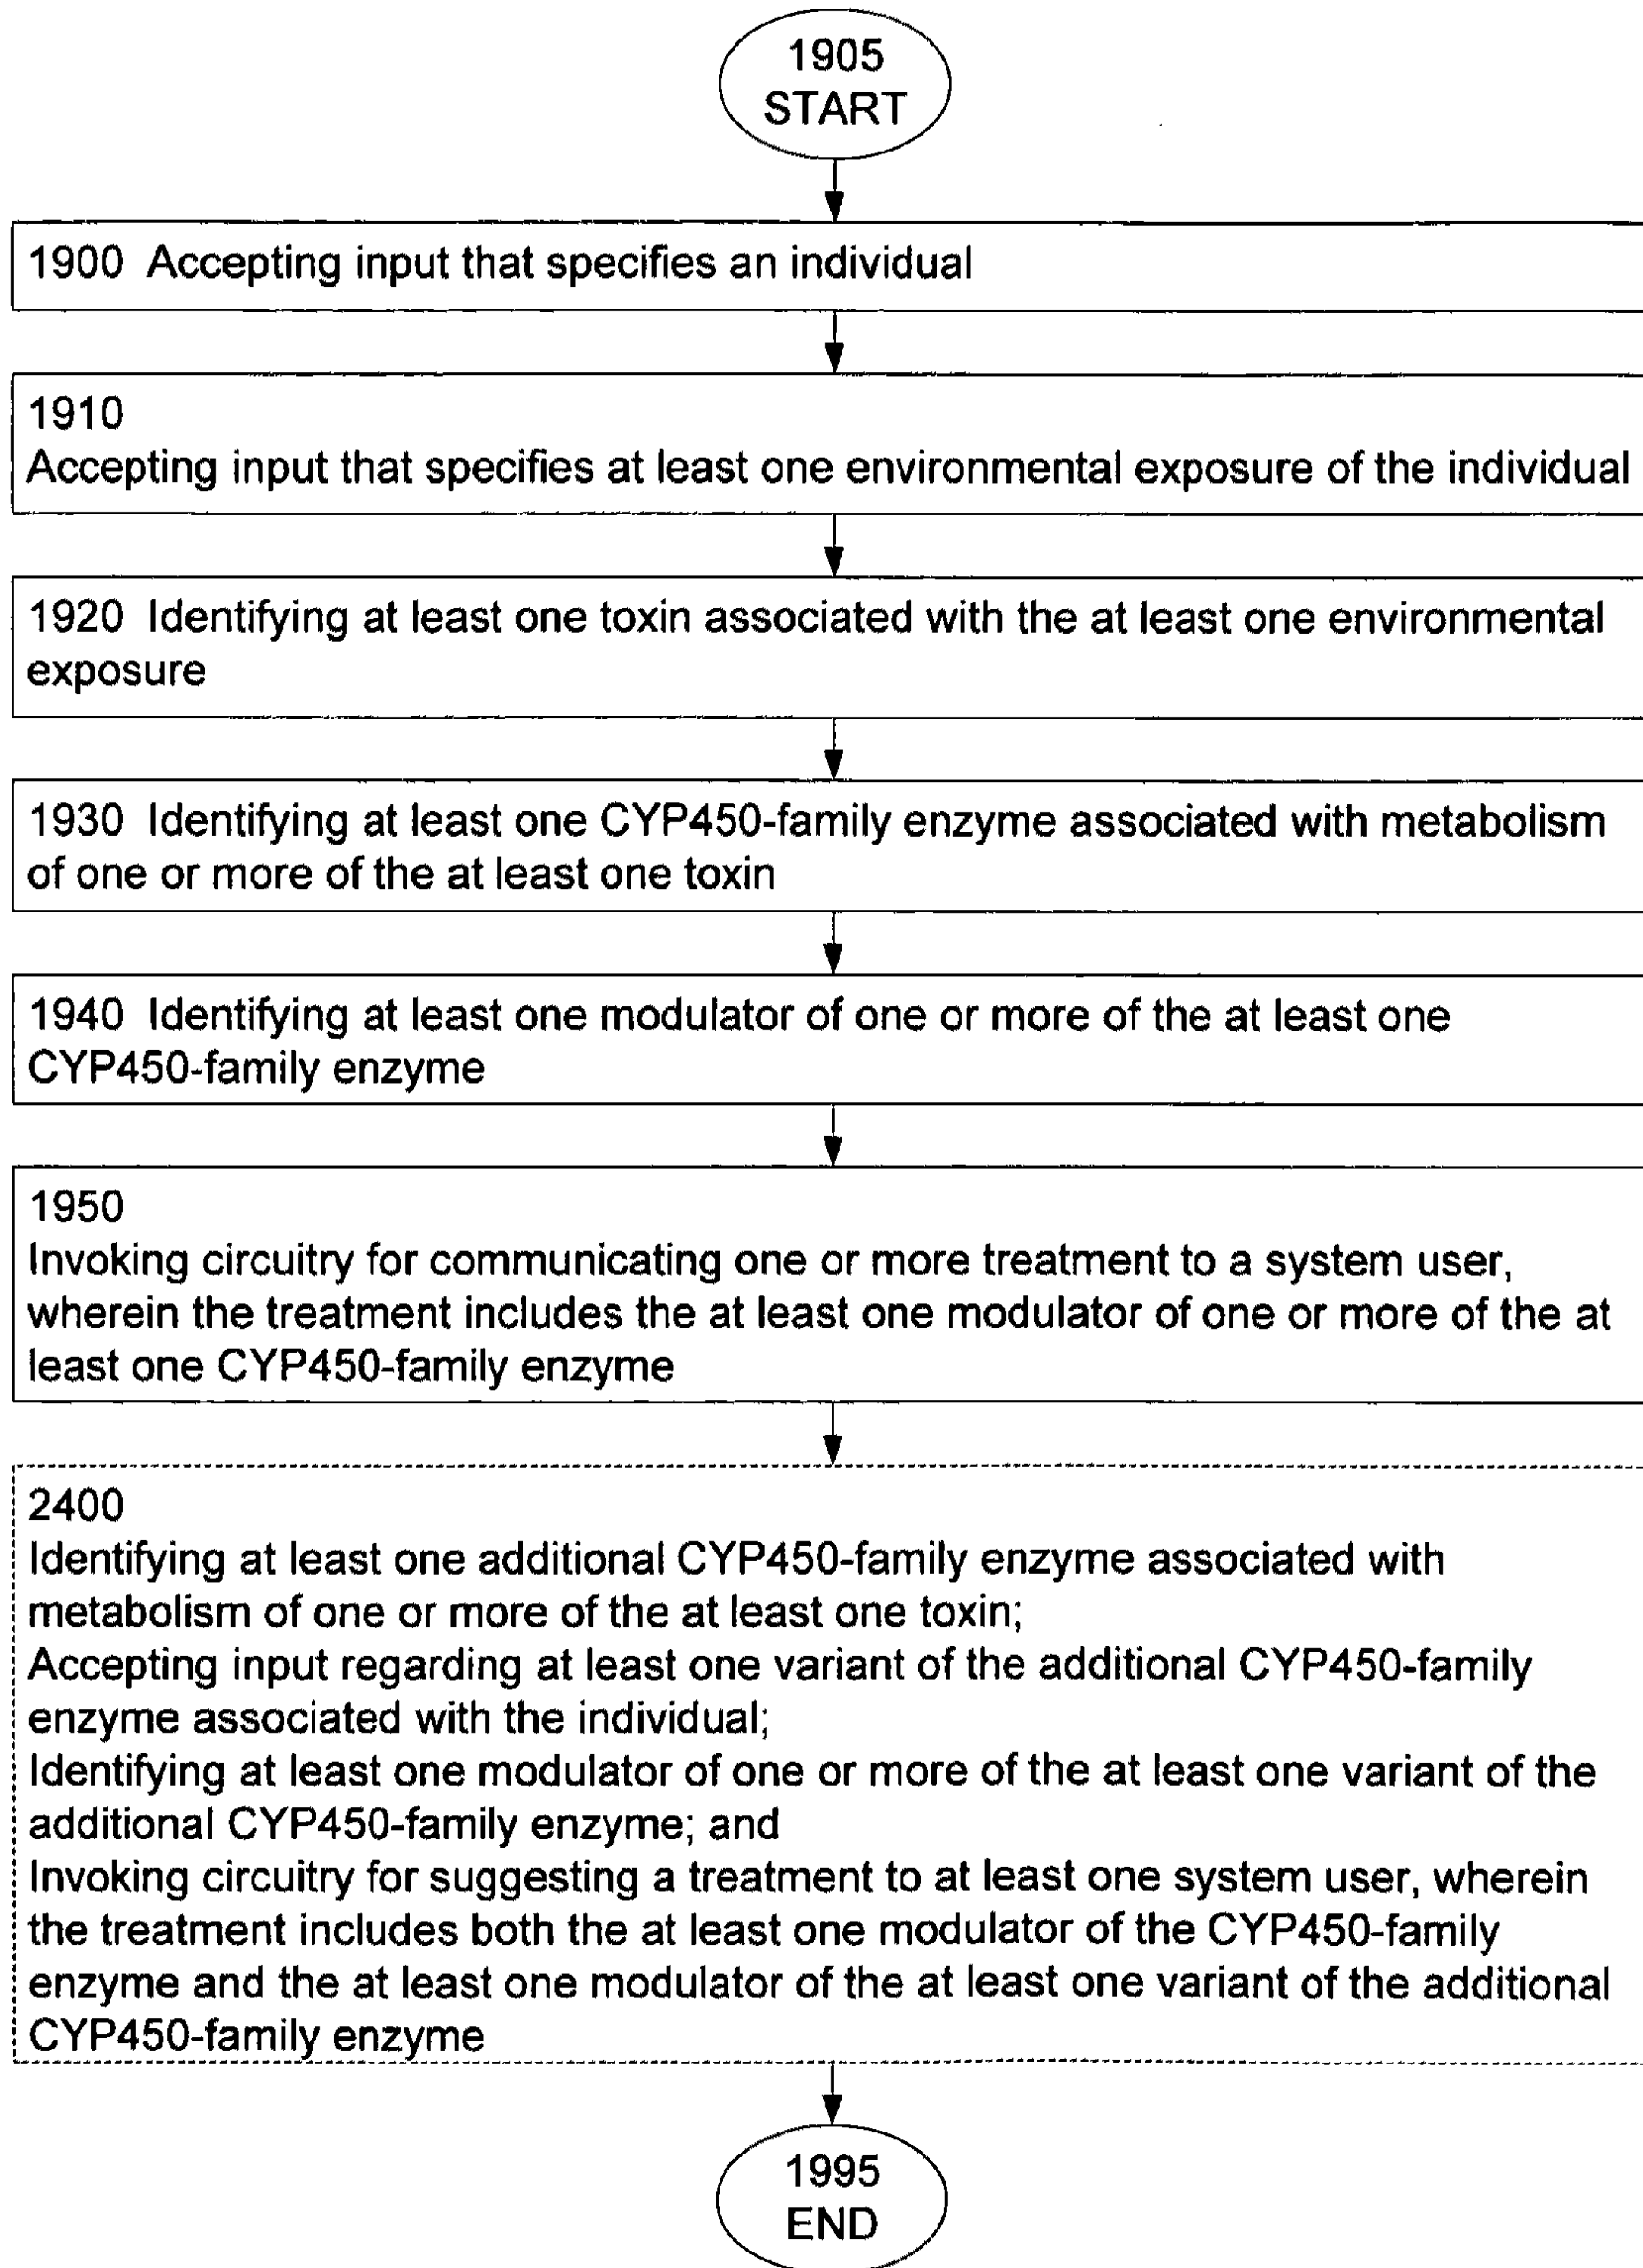 1905
START
1900 Accepting input that specifies an individual
1910
Accepting input that specifies at least one environmental exposure of the individual
1920 Identifying at least one toxin associated with the at least one environmental
exposure
1930 Identifying at least one CYP450-family enzyme associated with metabolism
of one or more of the at least one toxin
1940 Identifying at least one modulator of one or more of the at least one
CYP450-family enzyme
1950
Invoking circuitry for communicating one or more treatment to a system user,
wherein the treatment includes the at least one modulator of one or more of the at
least one CYP450-family enzyme
2400
Identifying at least one additional CYP450-family enzyme associated with
metabolism of one or more of the at least one toxin;
Accepting input regarding at least one variant of the additional CYP450-family
enzyme associated with the individual;
Identifying at least one modulator of one or more of the at least one variant of the
additional CYP450-family enzyme; and
Invoking circuitry for suggesting a treatment to at least one system user, wherein
the treatment includes both the at least one modulator of the CYP450-family
enzyme and the at least one modulator of the at least one variant of the additional
CYP450-family enzyme
1995
END